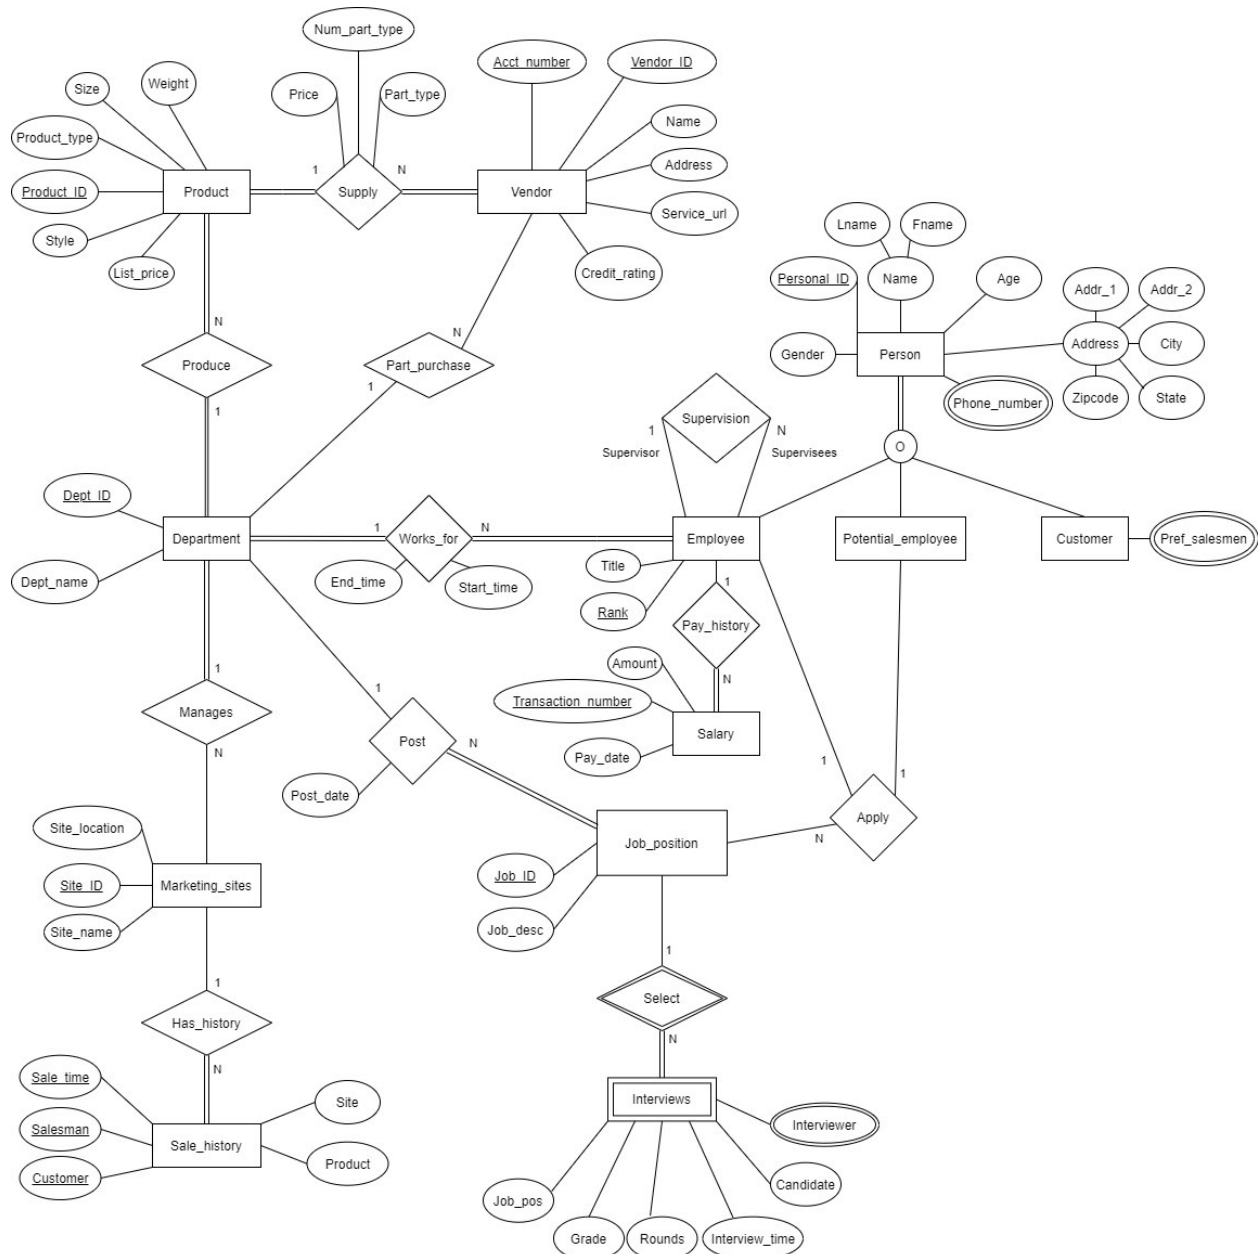 Num_part_type
Acct_number
Vendor_ID
Size
Weight
Price
Part_type
Name
Product_type
Address
Product_ID
Product
1
Supply
N
Vendor
Service_url
Style
List_price
Credit_rating
Lname
Fname
Personal_ID
Name
Age
Addr_1
Addr_2
Gender
Person
Address
City
Phone_number
Zipcode
State
N
Produce
1
N
Part_purchase
1
Supervision
1
N
Supervisor
Supervisees
O
Dept_ID
Department
1
Works_for
N
Employee
Potential_employee
Customer
Pref_salesmen
Dept_name
End_time
Start_time
Title
Rank
1
Pay_history
N
Amount
Transaction_number
Salary
Pay_date
1
Manages
N
1
Post
N
Post_date
1
1
Apply
N
Job_position
Job_ID
Job_desc
Site_location
Site_ID
Marketing_sites
Site_name
1
Has_history
N
1
Select
N
Sale_time
Site
Salesman
Sale_history
Customer
Product
Interviews
Interviewer
Job_pos
Candidate
Grade
Rounds
Interview_time